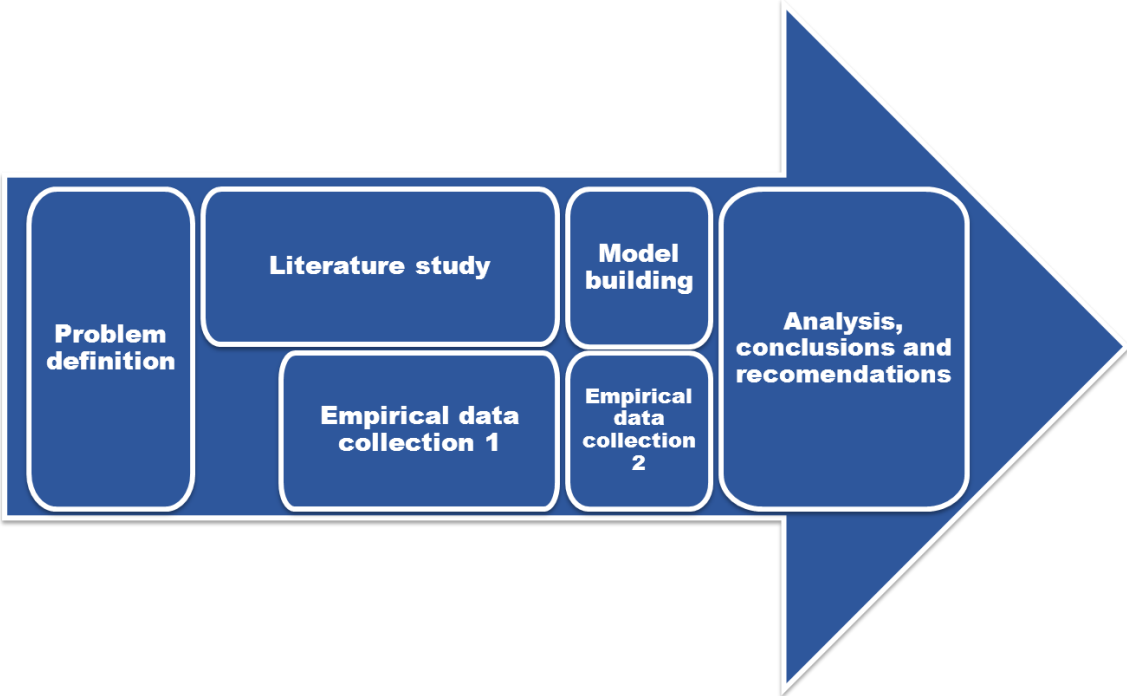 Problem
definition
Literature study
Empirical data
collection 1
Model
building
Empirical
data
collection
2
Analysis,
conclusions and
recomendations